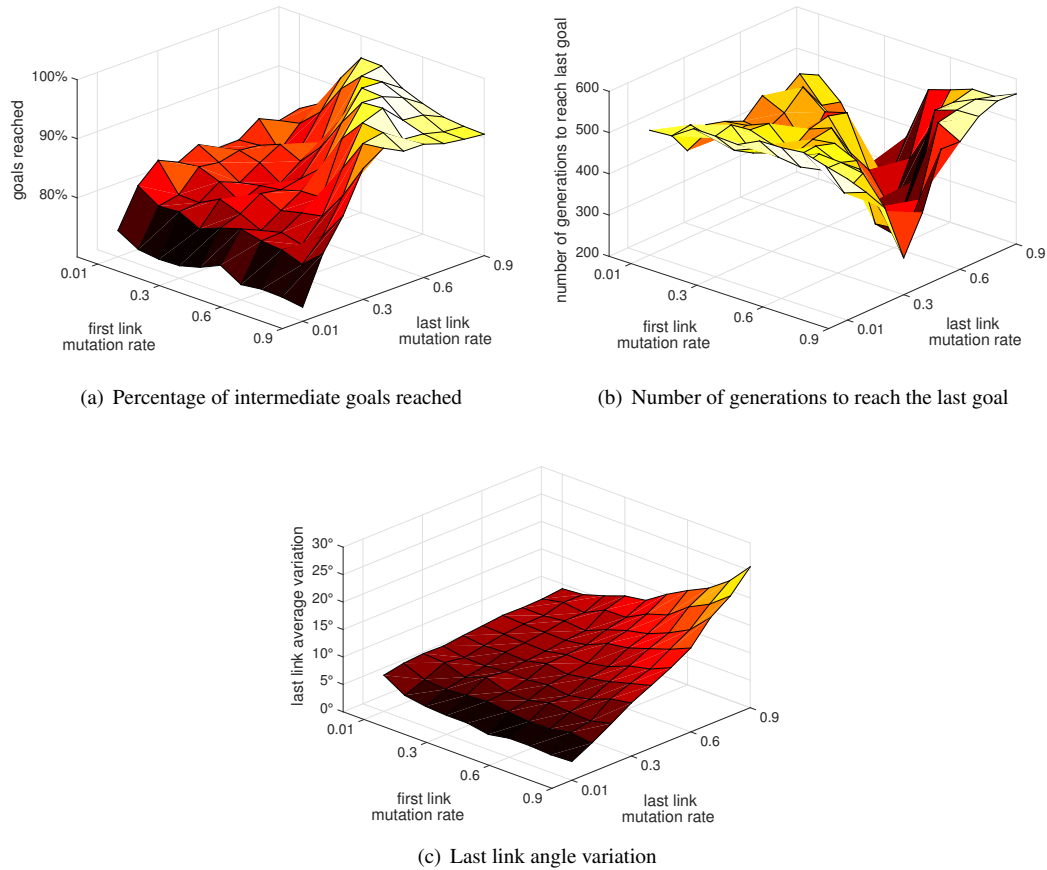 100%
90%
80%
goals reached
0.01
0.3
0.6
0.9
first link
mutation rate
0.01
0.3
0.6
0.9
last link
mutation rate
(a) Percentage of intermediate goals reached
600
500
400
300
200
number of generations to reach last goal
0.01
0.3
0.6
0.9
first link
mutation rate
0.01
0.3
0.6
0.9
last link
mutation rate
(b) Number of generations to reach the last goal
30°
25°
20°
15°
10°
5°
0°
last link average variation
0.01
0.3
0.6
0.9
first link
mutation rate
0.01
0.3
0.6
0.9
last link
mutation rate
(c) Last link angle variation